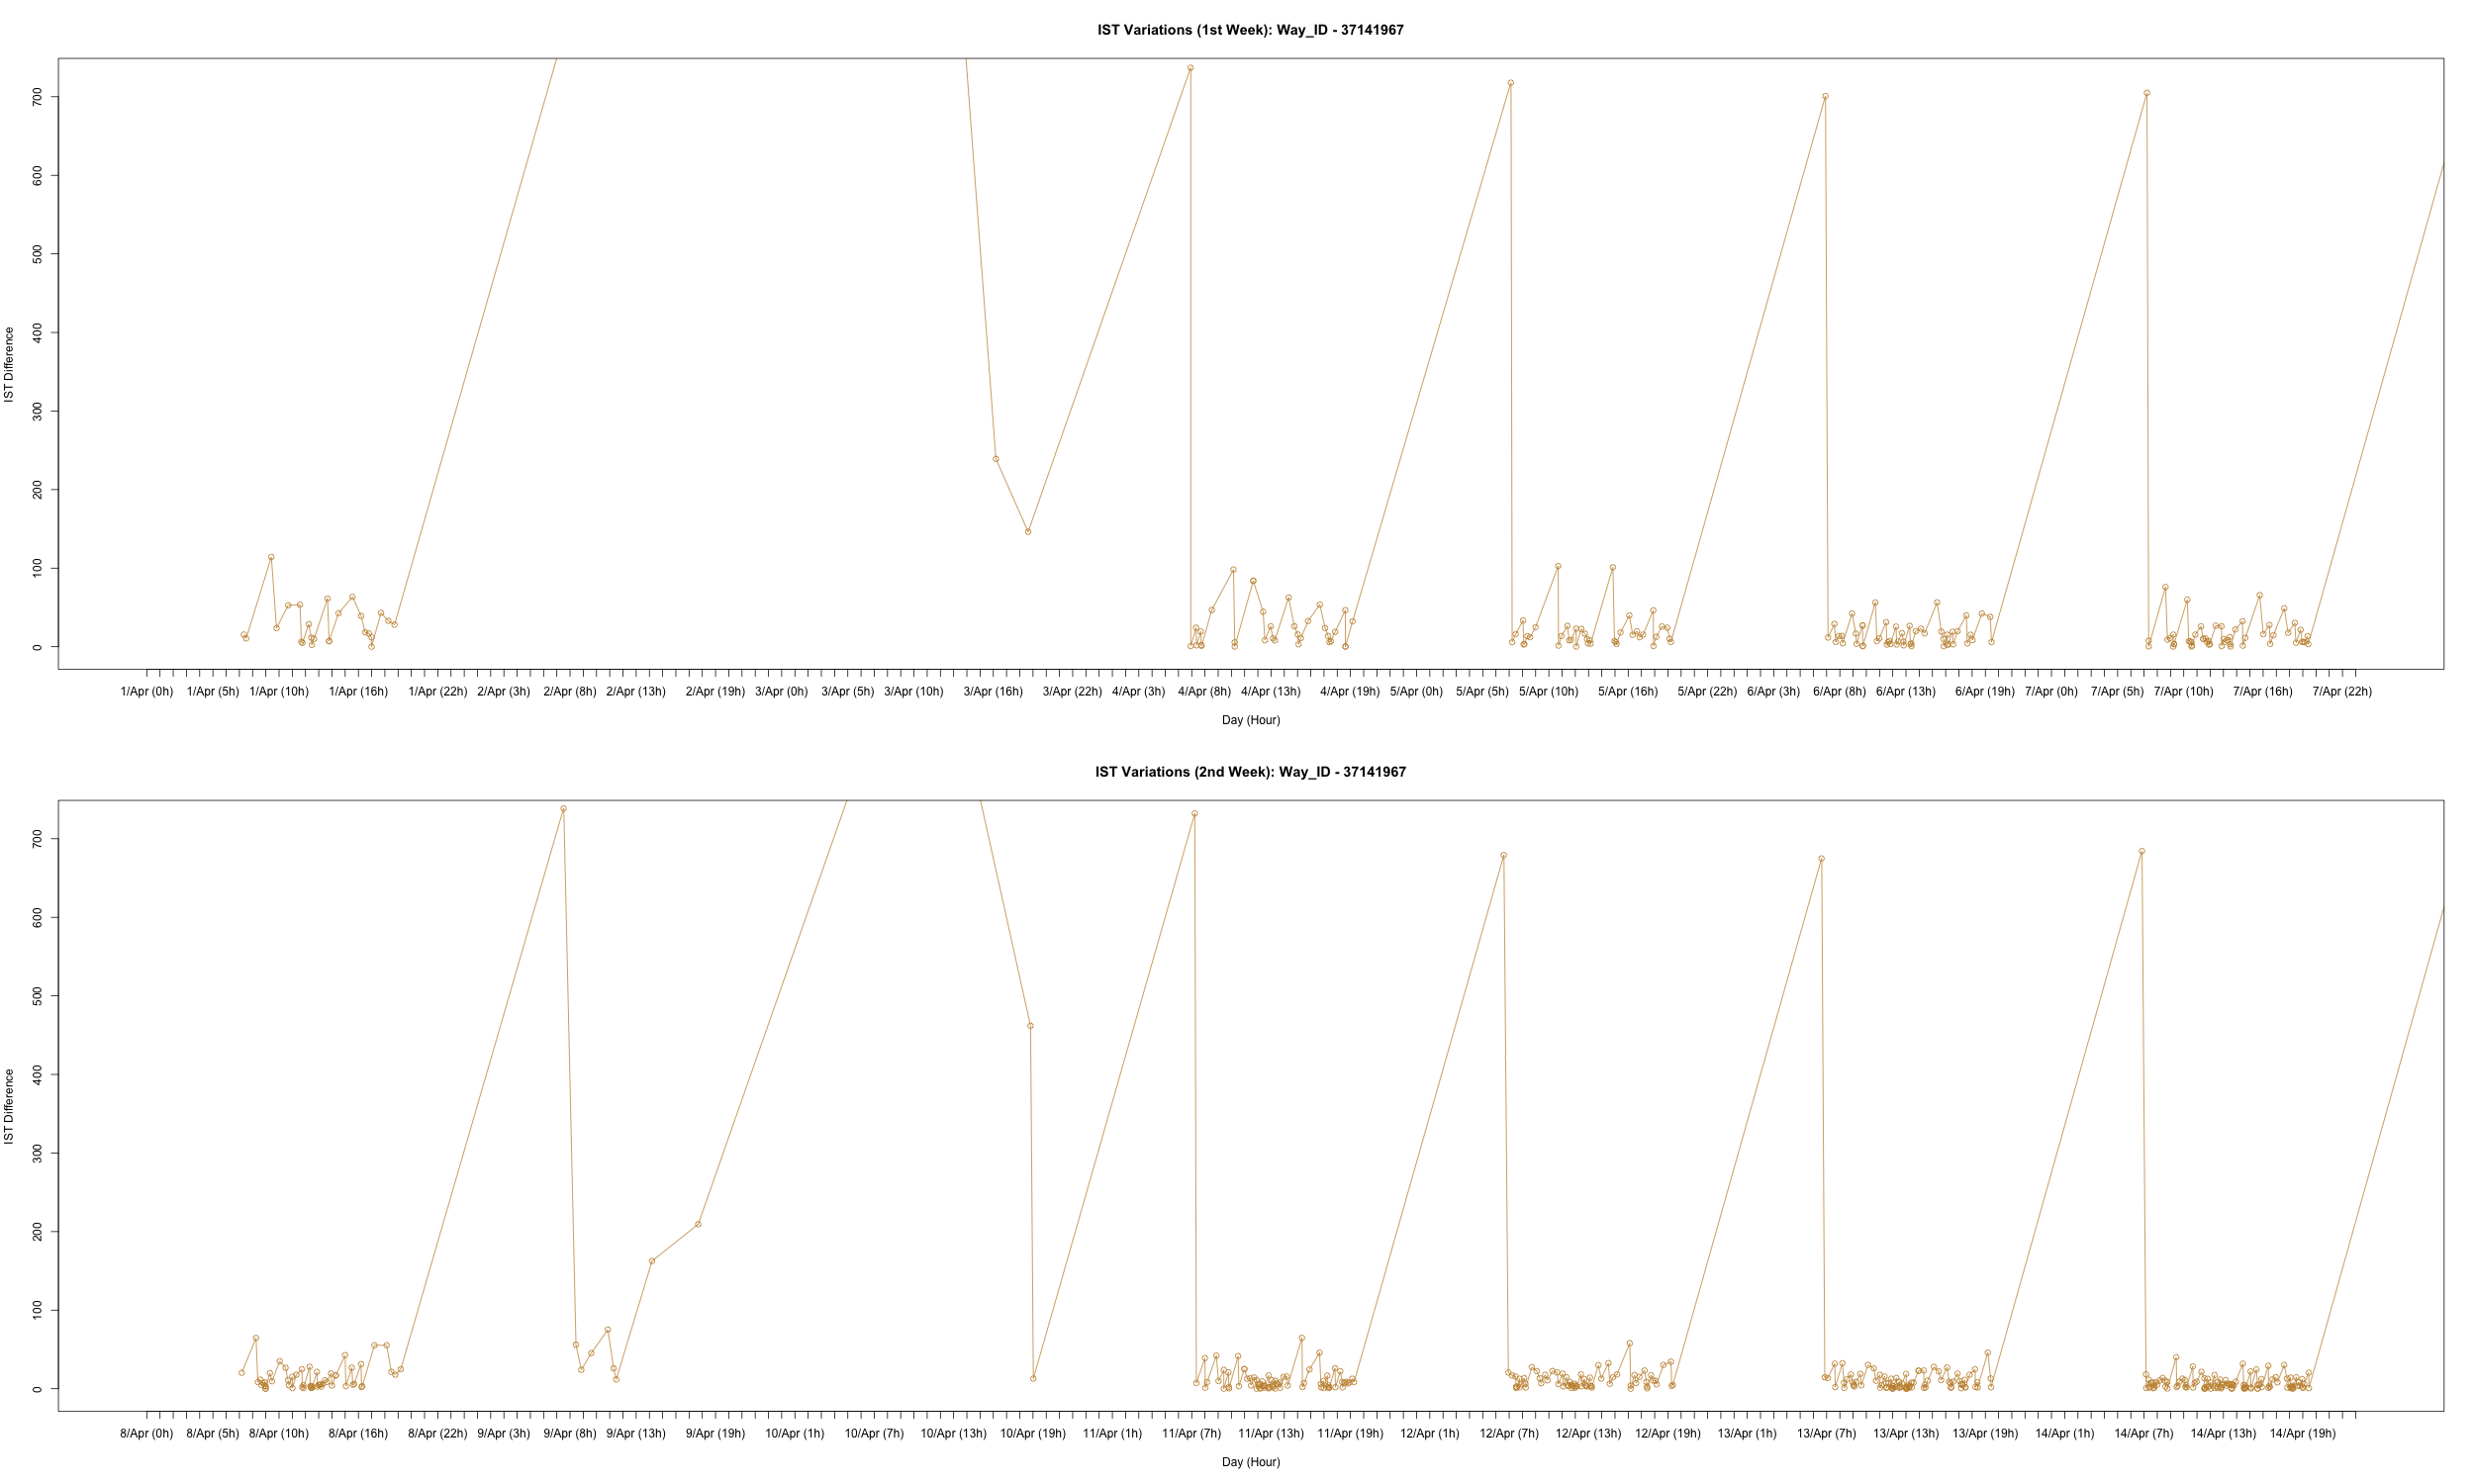 IST Variations (1st Week): Way_ID - 37141967
IST Difference
700
600
500
400
300
200
100
0
1/Apr (0h) 1/Apr (5h) 1/Apr (10h) 1/Apr (16h) 1/Apr (22h) 2/Apr (3h) 2/Apr (8h) 2/Apr (13h) 2/Apr (19h) 3/Apr (0h) 3/Apr (5h) 3/Apr (10h) 3/Apr (16h) 3/Apr (22h) 4/Apr (3h) 4/Apr (8h) 4/Apr (13h) 4/Apr (19h) 5/Apr (0h) 5/Apr (5h) 5/Apr (10h) 5/Apr (16h) 5/Apr (22h) 6/Apr (3h) 6/Apr (8h) 6/Apr (13h) 6/Apr (19h) 7/Apr (0h) 7/Apr (5h) 7/Apr (10h) 7/Apr (16h) 7/Apr (22h)
Day (Hour)
IST Variations (2nd Week): Way_ID - 37141967
IST Difference
700
600
500
400
300
200
100
0
8/Apr (0h) 8/Apr (5h) 8/Apr (10h) 8/Apr (16h) 8/Apr (22h) 9/Apr (3h) 9/Apr (8h) 9/Apr (13h) 9/Apr (19h) 10/Apr (1h) 10/Apr (7h) 10/Apr (13h) 10/Apr (19h) 11/Apr (1h) 11/Apr (7h) 11/Apr (13h) 11/Apr (19h) 12/Apr (1h) 12/Apr (7h) 12/Apr (13h) 12/Apr (19h) 13/Apr (1h) 13/Apr (7h) 13/Apr (13h) 13/Apr (19h) 14/Apr (1h) 14/Apr (7h) 14/Apr (13h) 14/Apr (19h)
Day (Hour)